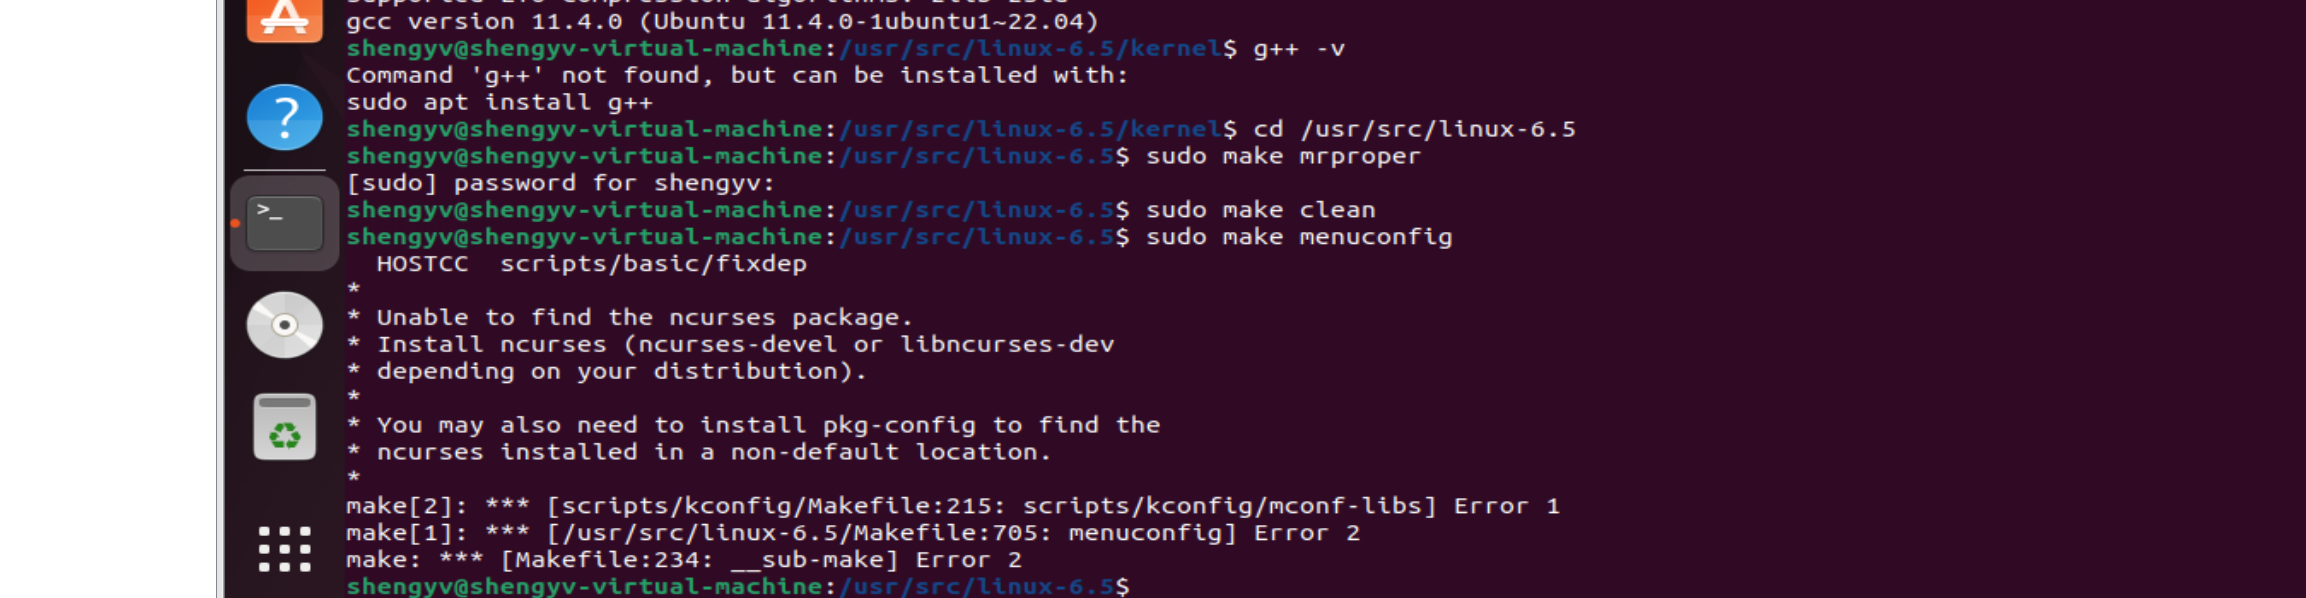 gcc version 11.4.0 (Ubuntu 11.4.0-1ubuntu1~22.04)
shengyv@shengyv-virtual-machine:/usr/src/linux-6.5/kernel$ g++ -v
Command 'g++' not found, but can be installed with:
sudo apt install g++
shengyv@shengyv-virtual-machine:/usr/src/linux-6.5/kernel$ cd /usr/src/linux-6.5
shengyv@shengyv-virtual-machine:/usr/src/linux-6.5$ sudo make mrproper
[sudo] password for shengyv:
shengyv@shengyv-virtual-machine:/usr/src/linux-6.5$ sudo make clean
shengyv@shengyv-virtual-machine:/usr/src/linux-6.5$ sudo make menuconfig
  HOSTCC  scripts/basic/fixdep
*
* Unable to find the ncurses package.
* Install ncurses (ncurses-devel or libncurses-dev
* depending on your distribution).
*
* You may also need to install pkg-config to find the
* ncurses installed in a non-default location.
*
make[2]: *** [scripts/kconfig/Makefile:215: scripts/kconfig/mconf-libs] Error 1
make[1]: *** [/usr/src/linux-6.5/Makefile:705: menuconfig] Error 2
make: *** [Makefile:234: __sub-make] Error 2
shengyv@shengyv-virtual-machine:/usr/src/linux-6.5$